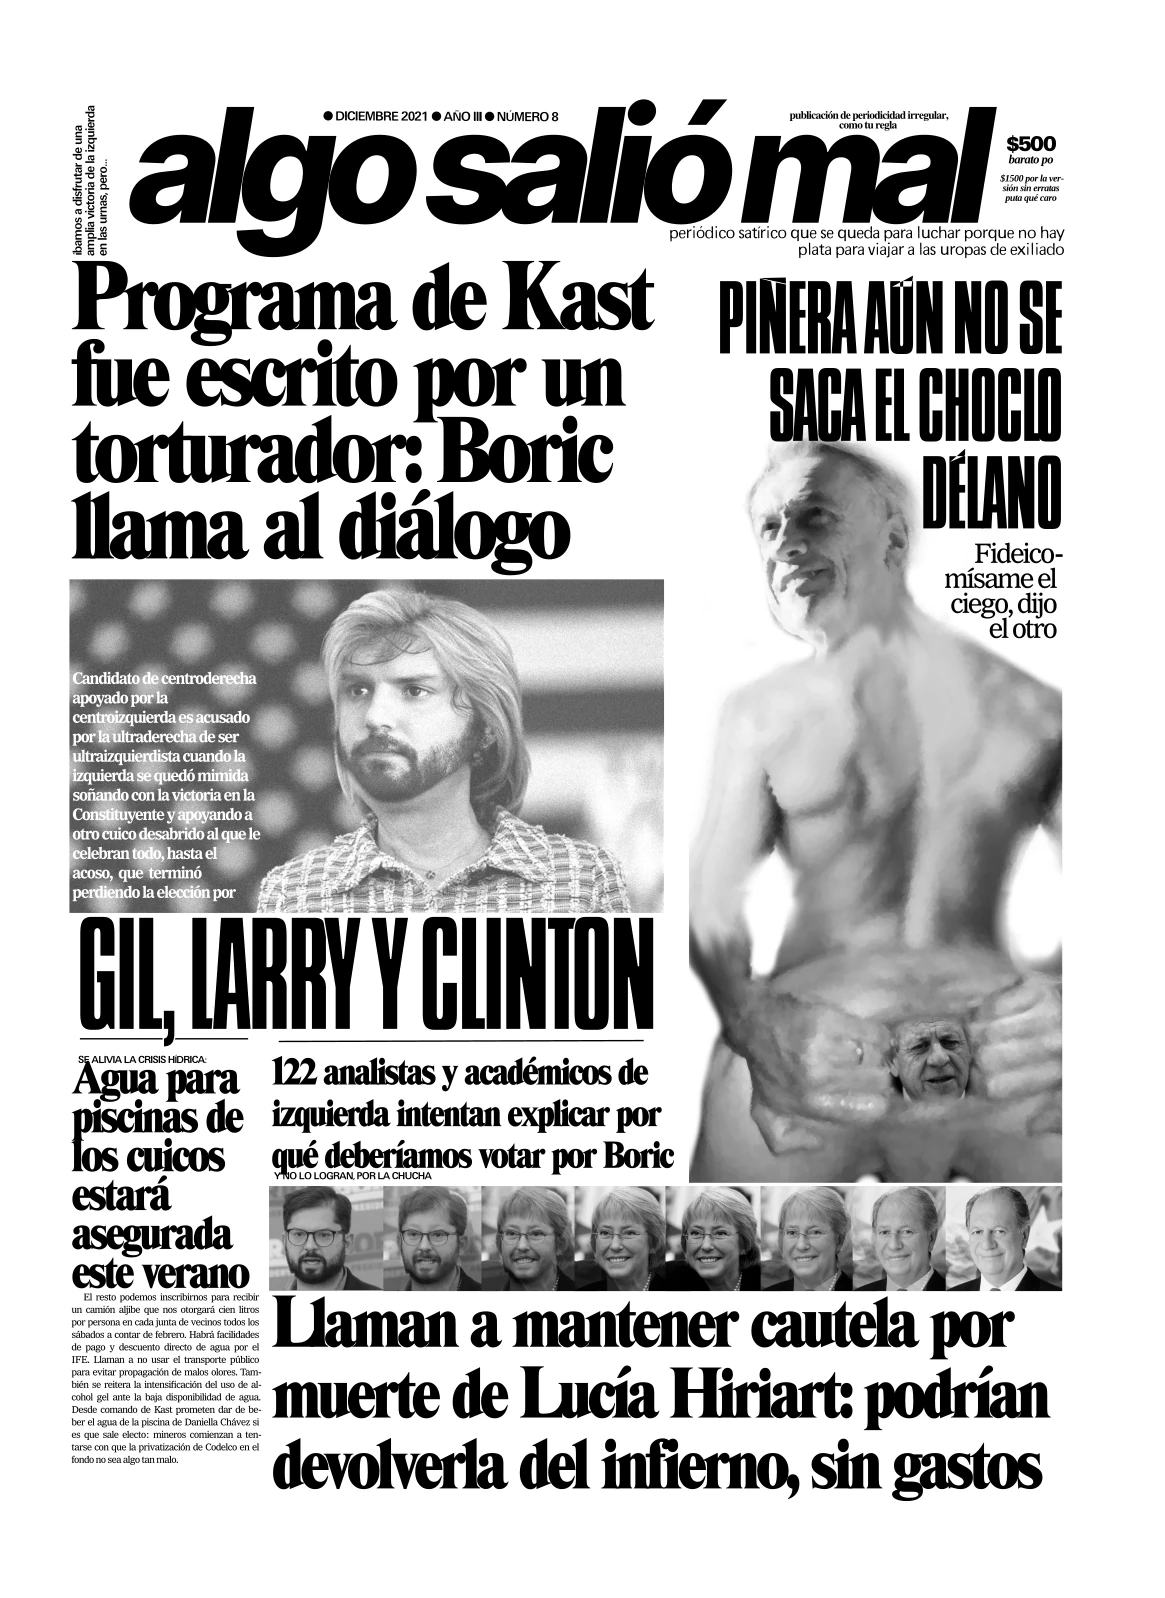 ● DICIEMBRE 2021 ● AÑO III ● NÚMERO 8
publicación de periodicidad irregular,
como tu regla
íbamos a disfrutar de una
amplia victoria de la izquierda
en las urnas, pero...
algo salió mal
$500
barato po
$1500 por la ver-
sión sin erratas
puta qué caro
periódico satírico que se queda para luchar porque no hay
plata para viajar a las uropas de exiliado
Programa de Kast
fue escrito por un
torturador: Boric
llama al diálogo
PIÑERA AÚN NO SE
SACA EL CHOCLO
DÉLANO
Fideico-
mísame el
ciego, dijo
el otro
Candidato de centroderecha
apoyado por la
centroizquierda es acusado
por la ultraderecha de ser
ultraizquierdista cuando la
izquierda se quedó mimida
soñando con la victoria en la
Constituyente y apoyando a
otro cuico desabrido al que le
celebran todo, hasta el
acoso, que terminó
perdiendo la elección por
GIL, LARRY Y CLINTON
SE ALIVIA LA CRISIS HÍDRICA:
Agua para
piscinas de
los cuicos
estará
asegurada
este verano
El resto podemos inscribirnos para recibir
un camión aljibe que nos otorgará cien litros
por persona en cada junta de vecinos todos los
sábados a contar de febrero. Habrá facilidades
de pago y descuento directo de agua por el
IFE. Llaman a no usar el transporte público
para evitar propagación de malos olores. Tam-
bién se reitera la intensificación del uso de al-
cohol gel ante la baja disponibilidad de agua.
Desde comando de Kast prometen dar de be-
ber el agua de la piscina de Daniella Chávez si
es que sale electo: mineros comienzan a ten-
tarse con que la privatización de Codelco en el
fondo no sea algo tan malo.
122 analistas y académicos de
izquierda intentan explicar por
qué deberíamos votar por Boric
Y NO LO LOGRAN, POR LA CHUCHA
Llaman a mantener cautela por
muerte de Lucía Hiriart: podrían
devolverla del infierno, sin gastos